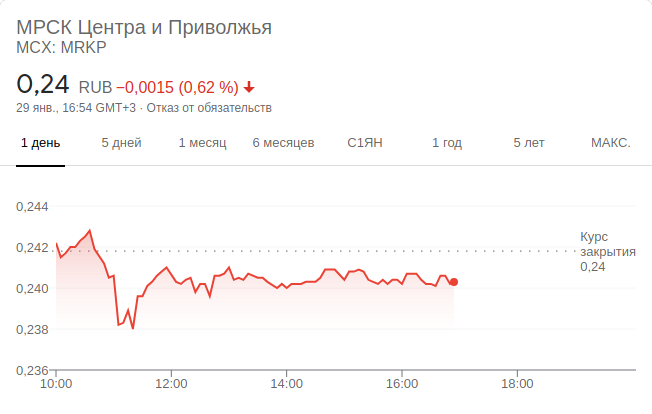 МРСК Центра и Приволжья
MCX: MRKP
0,24 RUB −0,0015 (0,62 %)
29 янв., 16:54 GMT+3 · Отказ от обязательств
1 день 5 дней 1 месяц 6 месяцев С1ЯН 1 год 5 лет МАКС.
0,244
0,242
0,240
0,238
0,236
Курс
закрытия
0,24
10:00 12:00 14:00 16:00 18:00